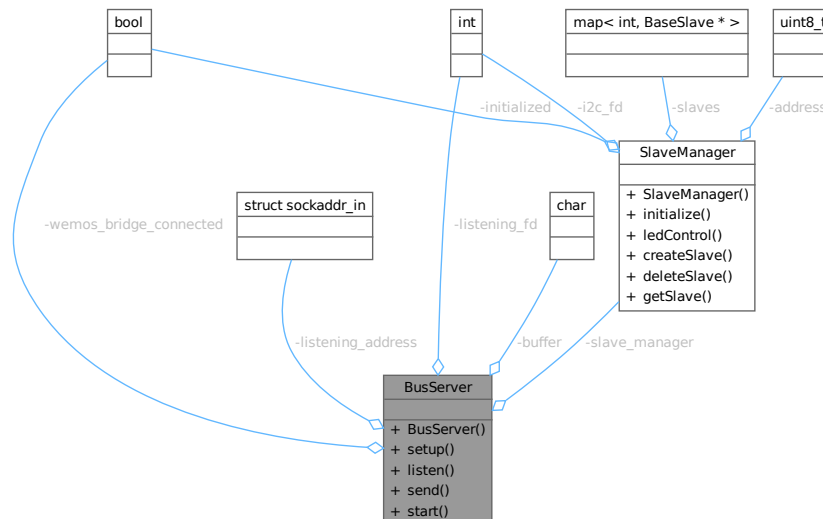 bool
int
map< int, BaseSlave * >
uint8_t
-initialized
-i2c_fd
-slaves
-address
SlaveManager
+ SlaveManager()
+ initialize()
+ ledControl()
+ createSlave()
+ deleteSlave()
+ getSlave()
struct sockaddr_in
char
-wemos_bridge_connected
-listening_fd
-listening_address
-buffer
-slave_manager
BusServer
+ BusServer()
+ setup()
+ listen()
+ send()
+ start()